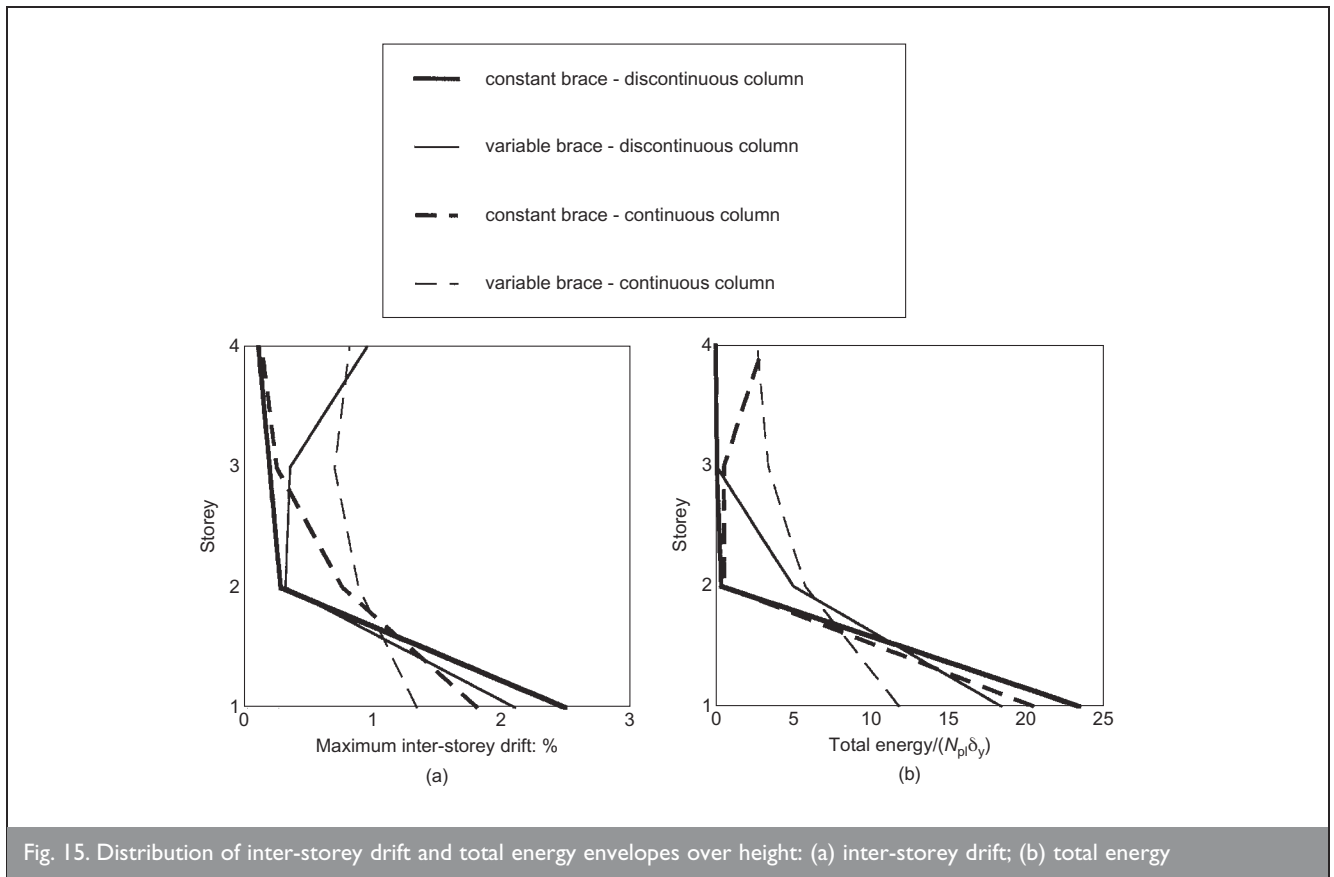 constant brace - discontinuous column
variable brace - discontinuous column
constant brace - continuous column
variable brace - continuous column
4
3
2
1
Storey
0
1
2
3
Maximum inter-storey drift: %
(a)
4
3
2
1
Storey
0
5
10
15
20
25
Total energy/(Nplδy)
(b)
Fig. 15. Distribution of inter-storey drift and total energy envelopes over height: (a) inter-storey drift; (b) total energy